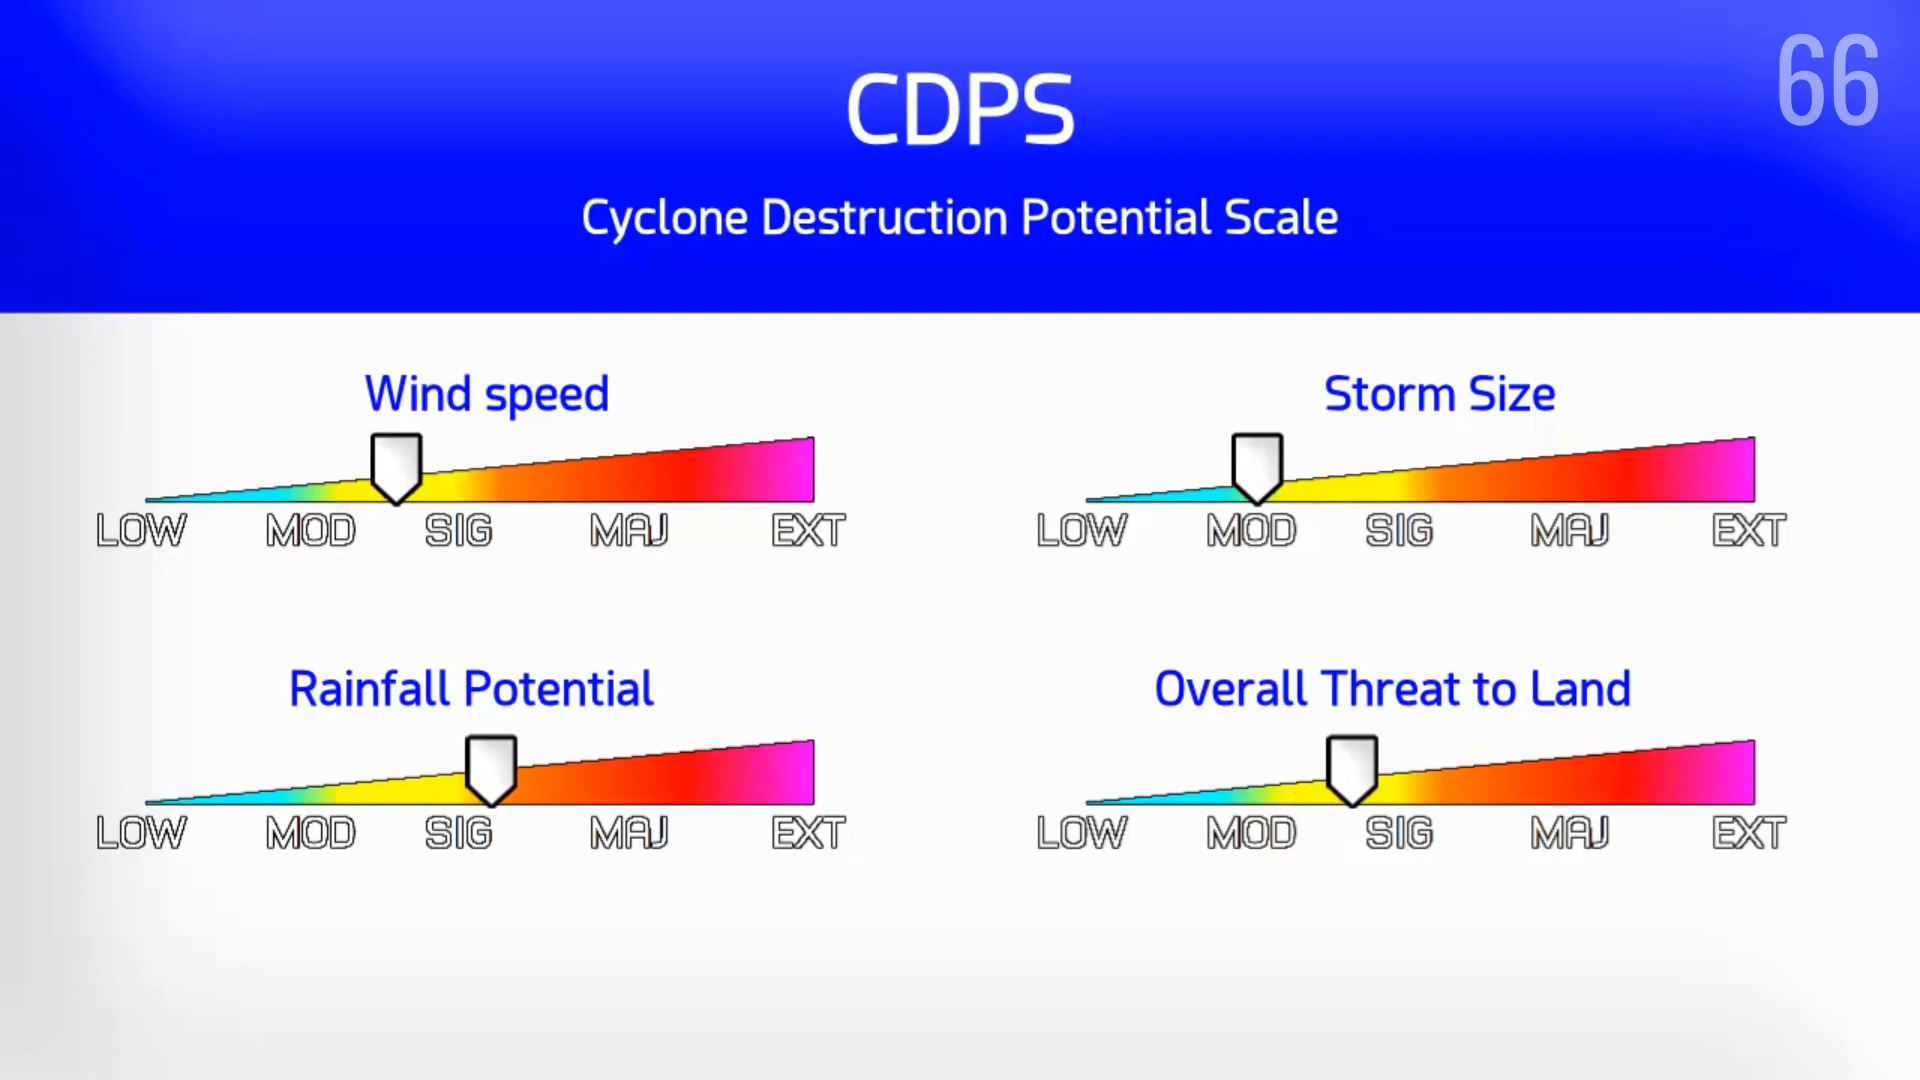 66
CDPS
Cyclone Destruction Potential Scale
Wind speed
LOW MOD SIG MAJ EXT
Storm Size
LOW MOD SIG MAJ EXT
Rainfall Potential
LOW MOD SIG MAJ EXT
Overall Threat to Land
LOW MOD SIG MAJ EXT